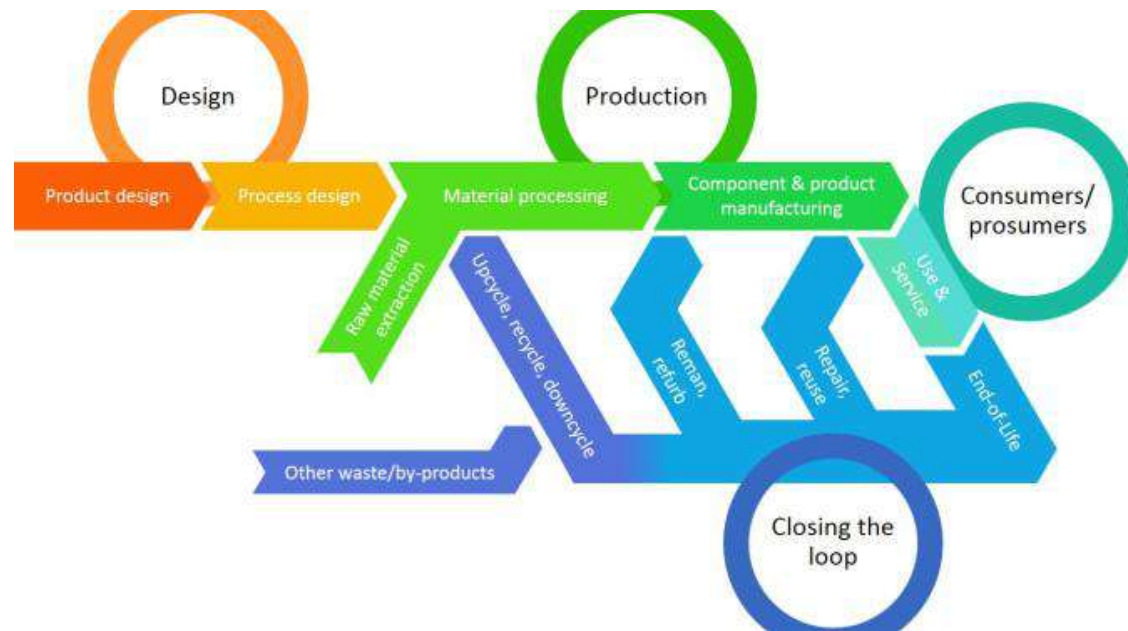 Design
Production
Consumers/
prosumers
Product design
Process design
Material processing
Component & product
manufacturing
Use &
Service
Raw material
extraction
Upcycle, recycle, downcycle
Reman,
refurb
Repair,
reuse
End-of-Life
Other waste/by-products
Closing the
loop